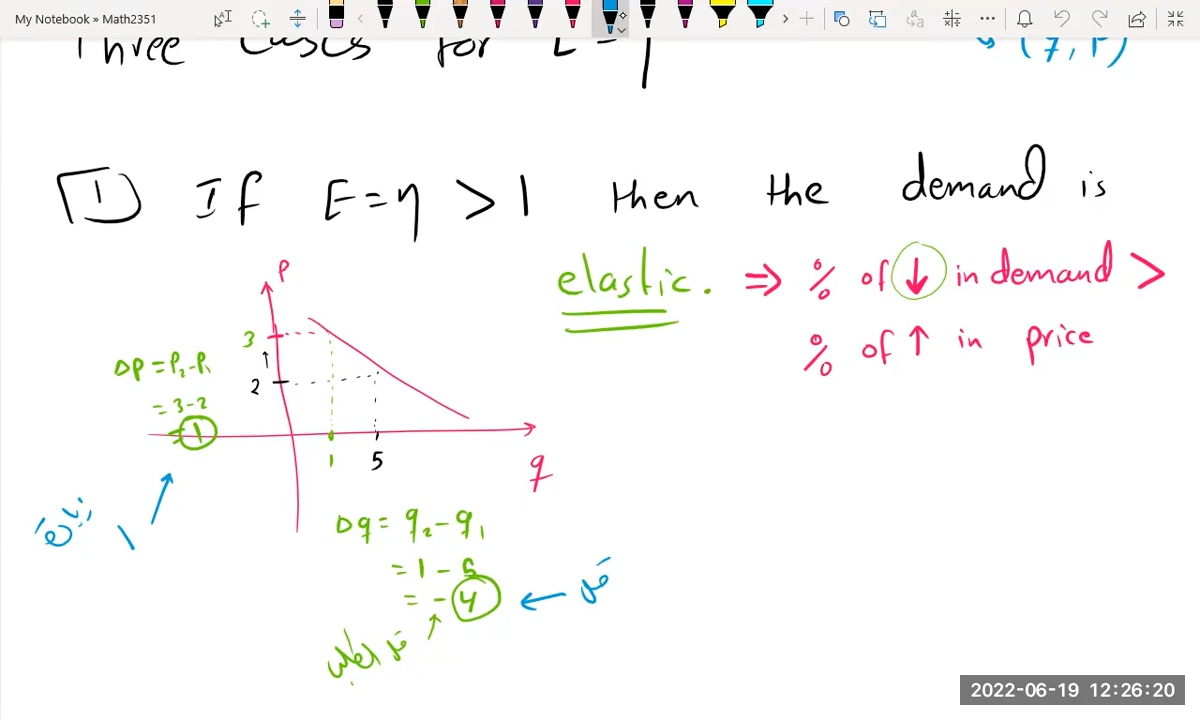 My Notebook » Math2351
Three Cases for E = η
(q, P)
1 If E = η > 1 then the demand is
elastic. ⇒ % of ↓ in demand >
% of ↑ in price
P
3
2
ΔP = P₂-P₁
= 3-2
= 1
1 5
q
1
Δq = q₂-q₁
= 1 - 5
= -4
2022-06-19 12:26:20